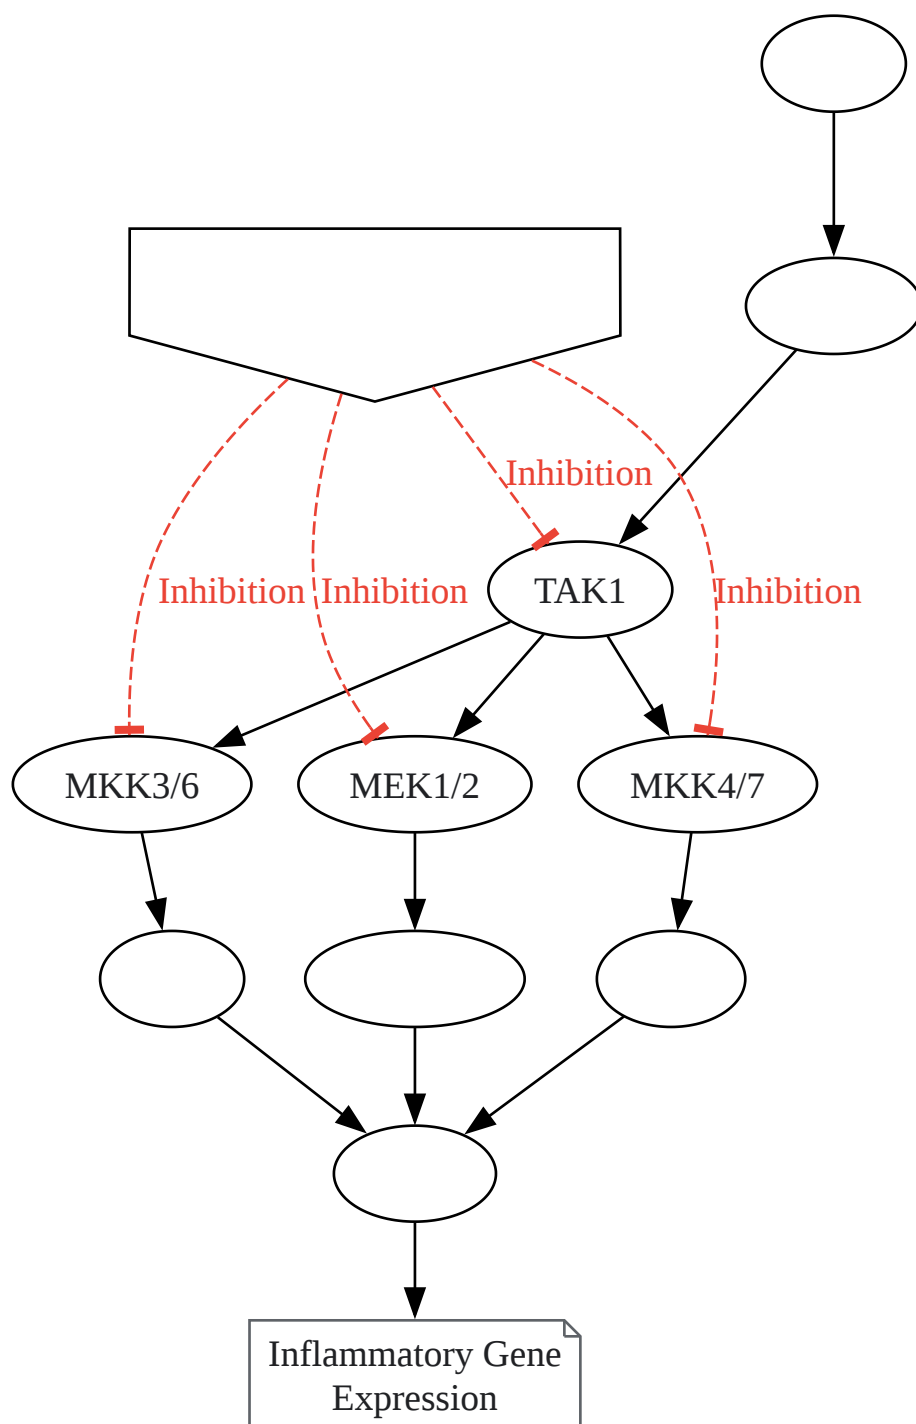 Inhibition
Inhibition
Inhibition
Inhibition
TAK1
MKK3/6
MEK1/2
MKK4/7
Inflammatory Gene
Expression